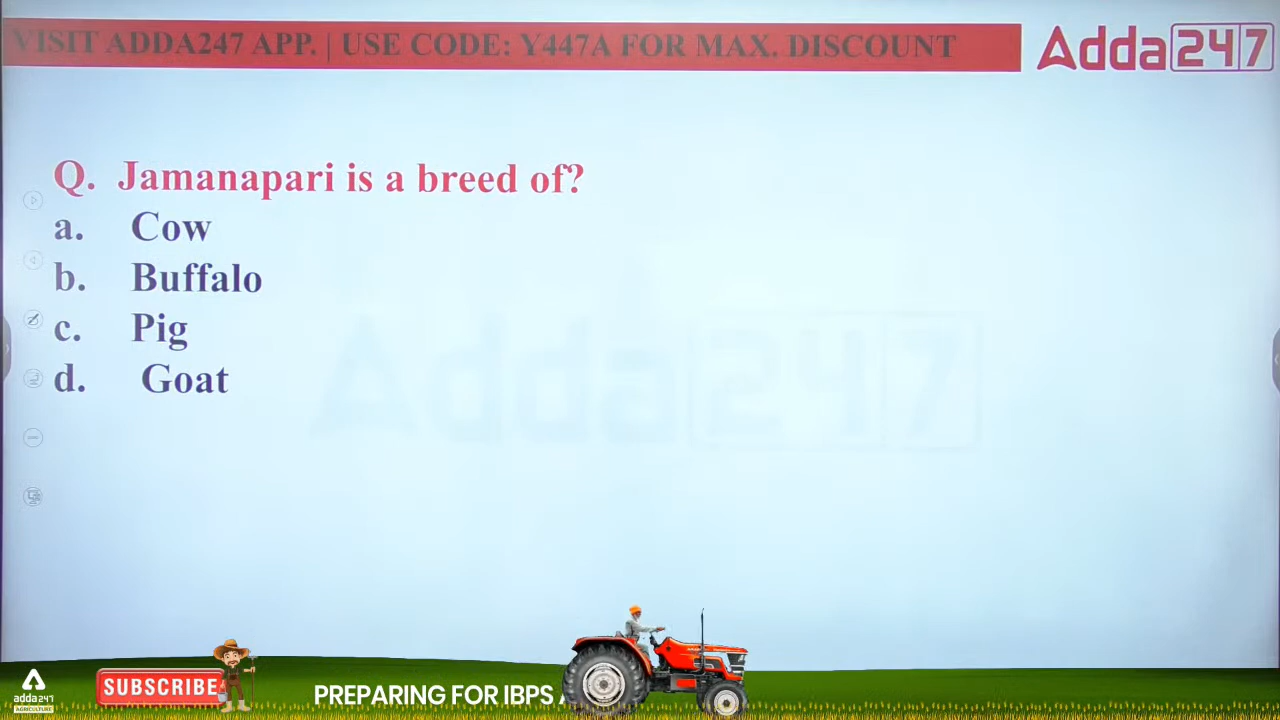 VISIT ADDA247 APP. | USE CODE: Y447A FOR MAX. DISCOUNT
Adda247
Q. Jamanapari is a breed of?
a. Cow
b. Buffalo
c. Pig
d. Goat
Adda247
SUBSCRIBE
PREPARING FOR IBPS
adda247
AGRICULTURE